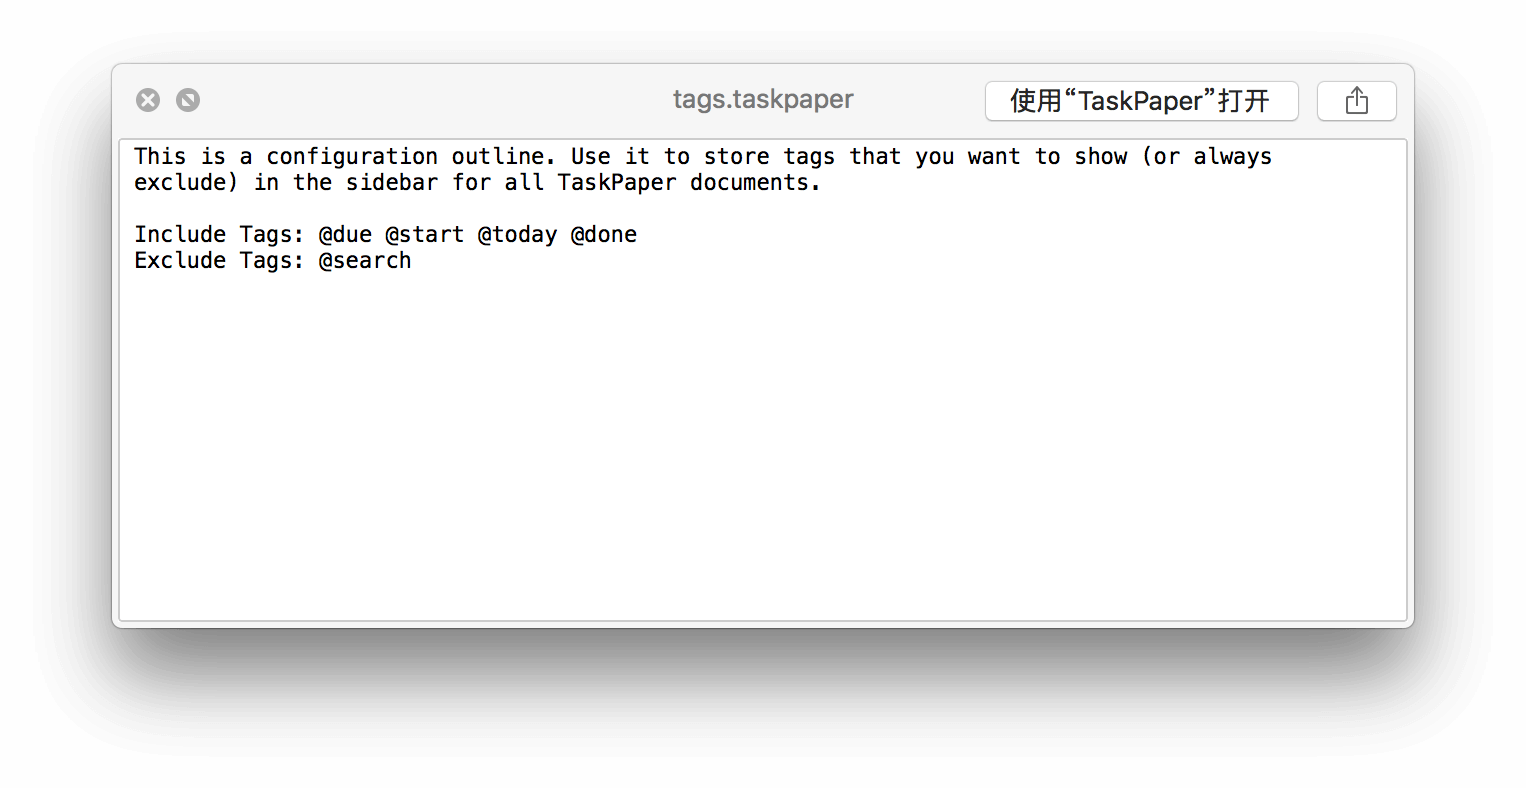 tags.taskpaper
使用“TaskPaper”打开
This is a configuration outline. Use it to store tags that you want to show (or always
exclude) in the sidebar for all TaskPaper documents.
Include Tags: @due @start @today @done
Exclude Tags: @search